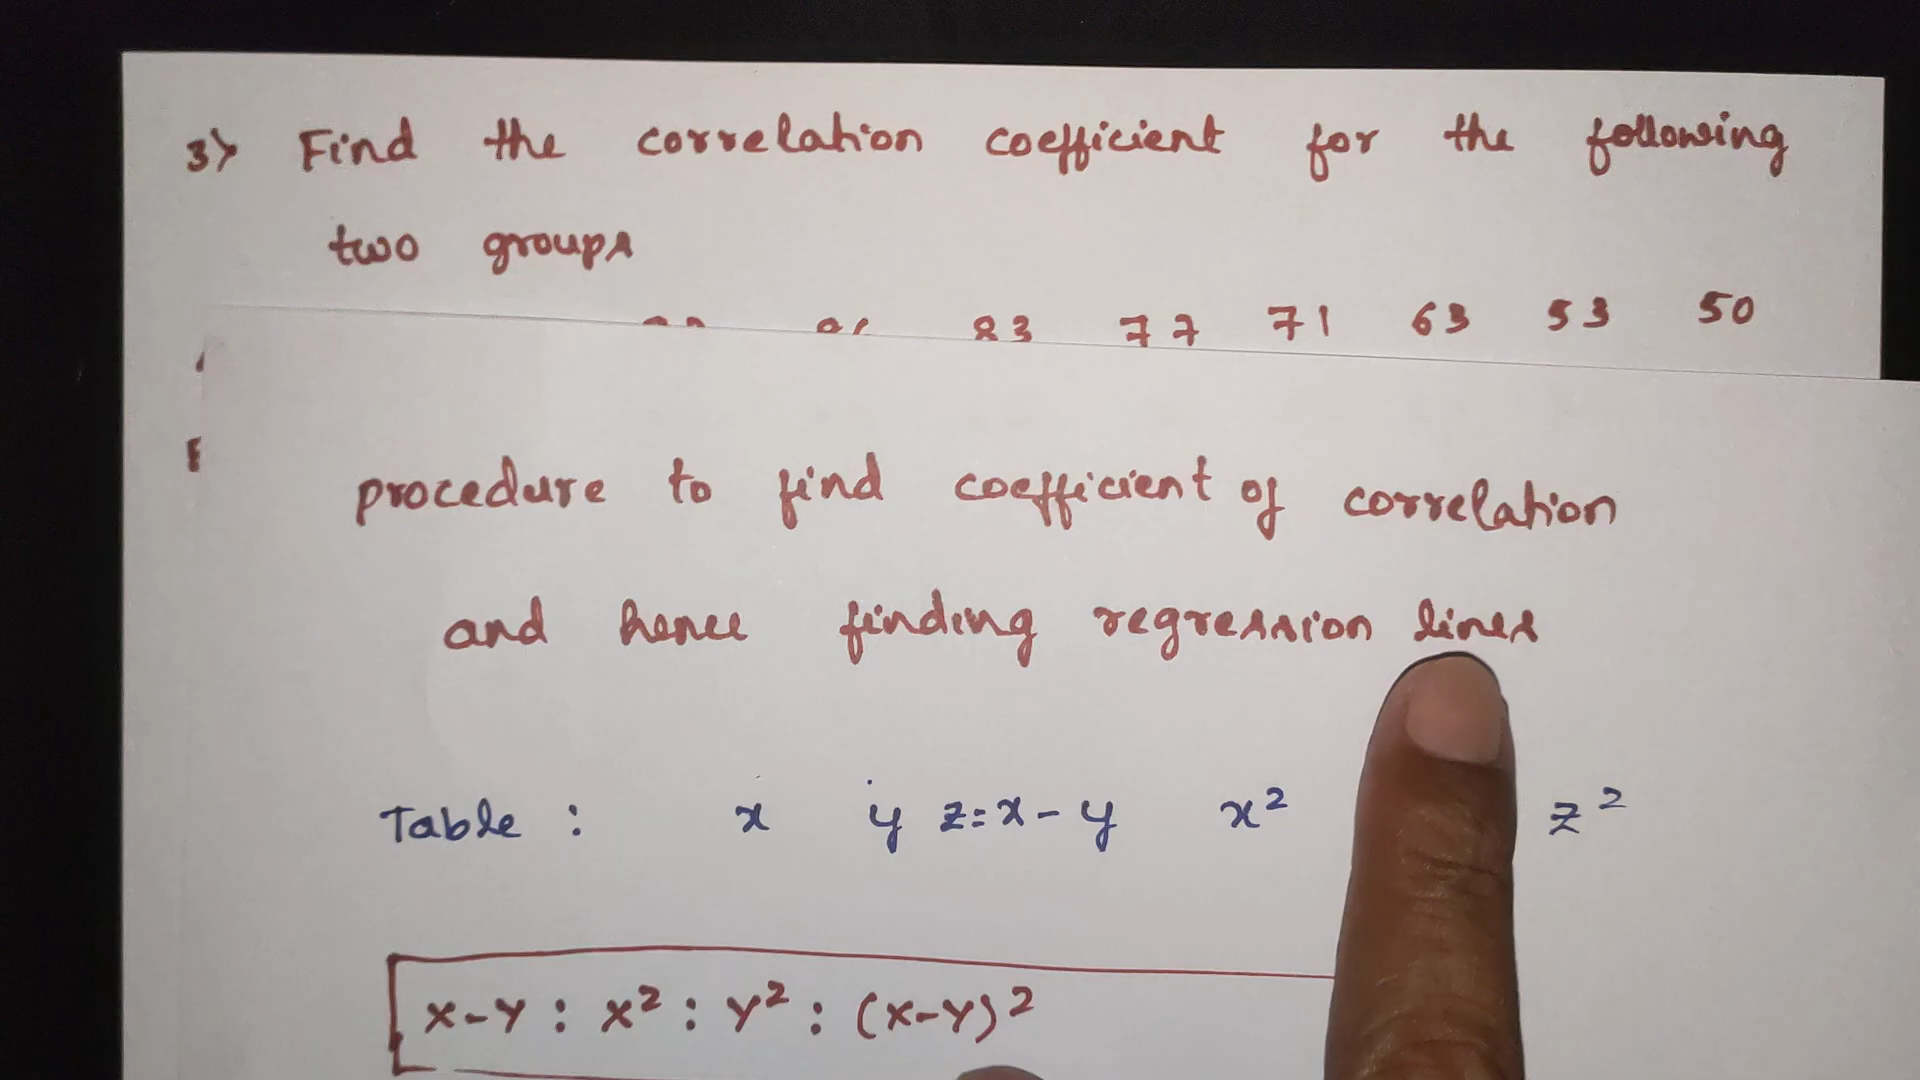 3) Find the correlation coefficient for the following
two groups
83 77 71 63 53 50
procedure to find coefficient of correlation
and hence finding regression lines
Table : x y z=x-y x² z²
x-y : x² : y² : (x-y)²